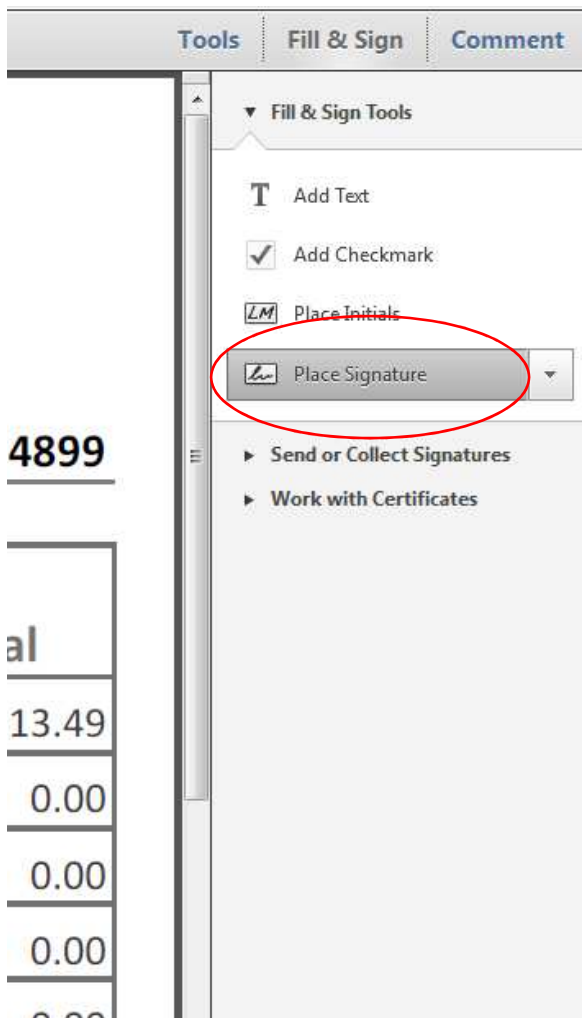 Tools Fill & Sign Comment
Fill & Sign Tools
T Add Text
Add Checkmark
LM Place Initials
Place Signature
Send or Collect Signatures
Work with Certificates
4899
al
13.49
0.00
0.00
0.00